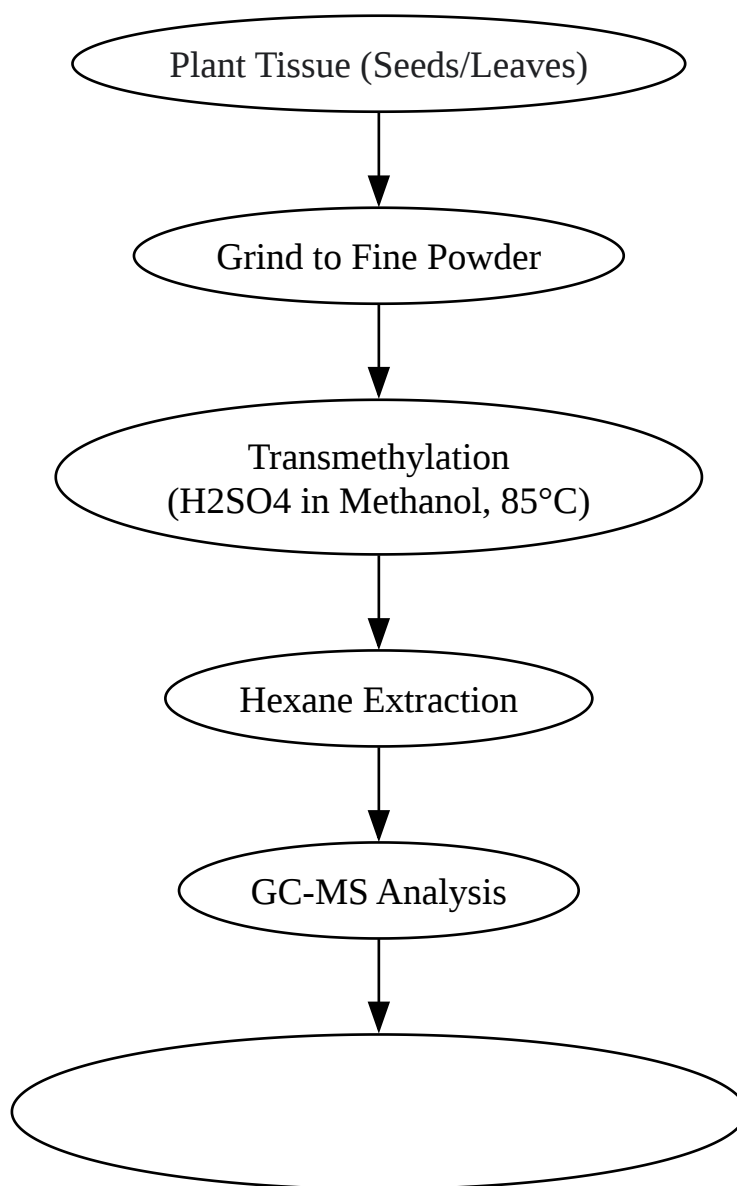 Plant Tissue (Seeds/Leaves)
Grind to Fine Powder
Transmethylation
(H2SO4 in Methanol, 85°C)
Hexane Extraction
GC-MS Analysis